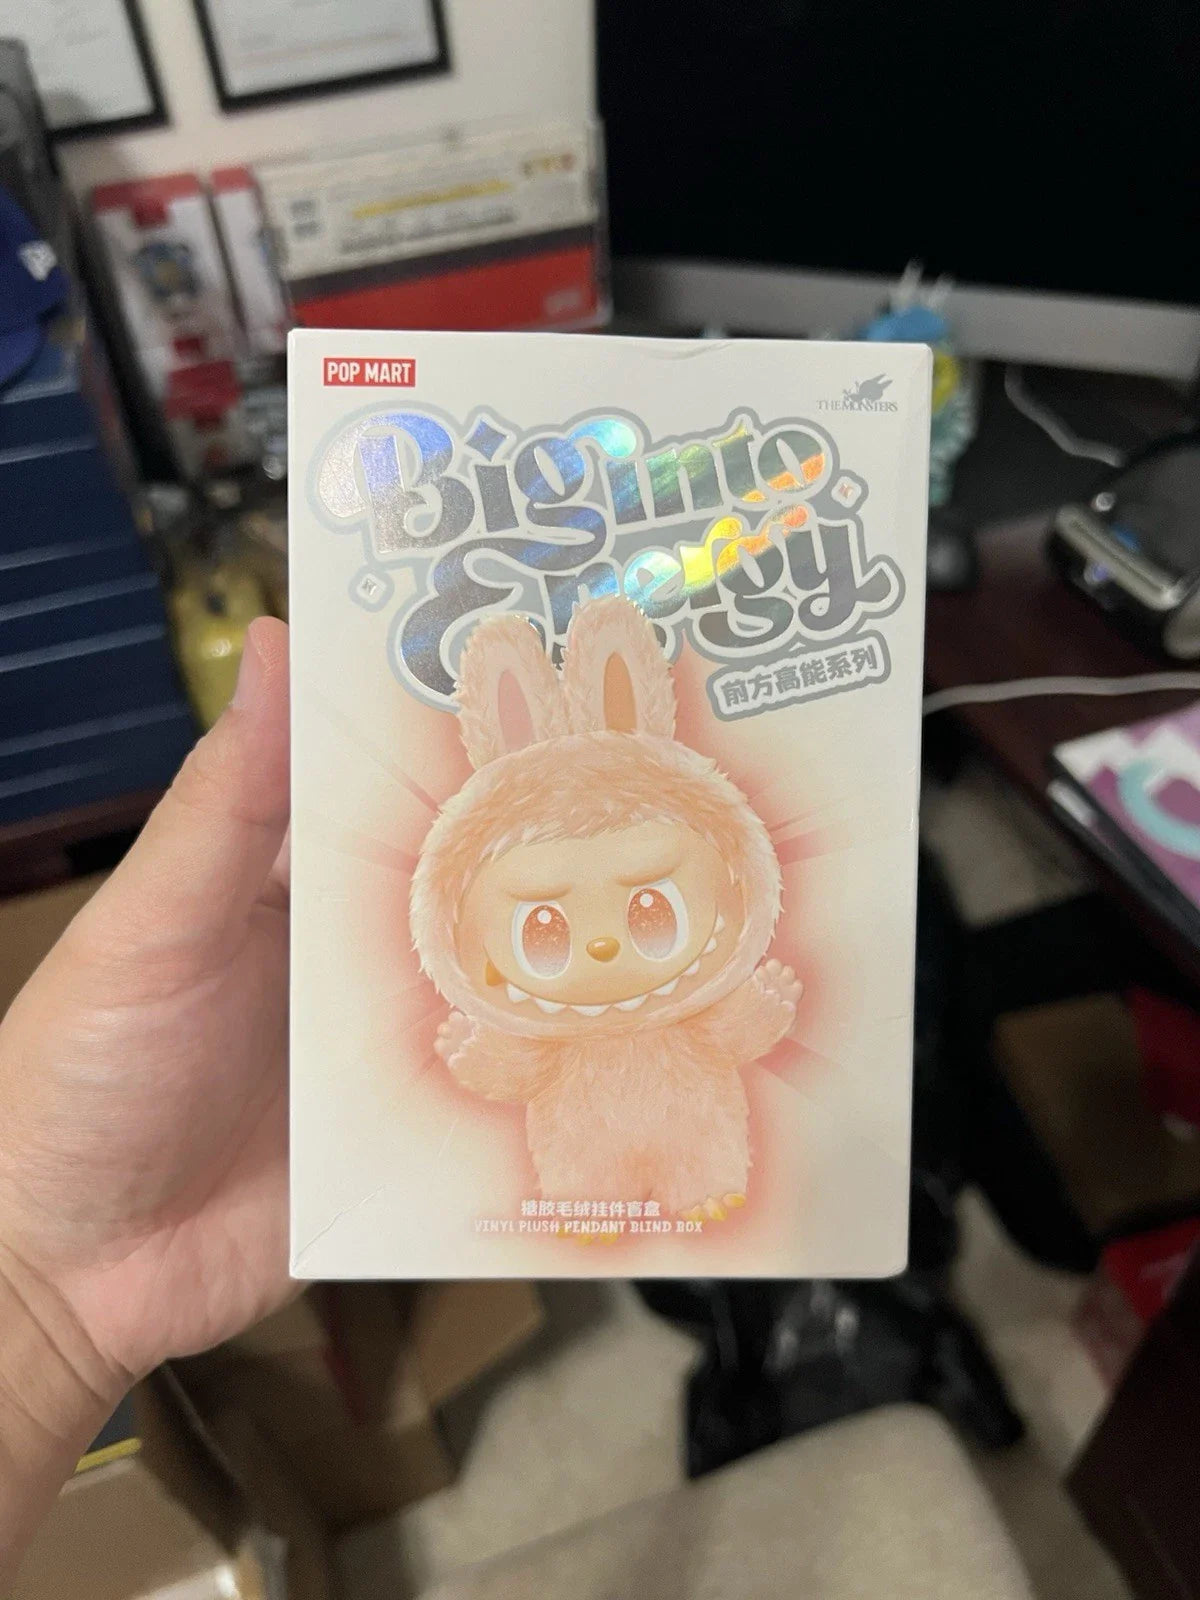 POP MART
THE MONSTERS
Big into
Energy
前方高能系列
搪胶毛绒挂件盲盒
VINYL PLUSH PENDANT BLIND BOX